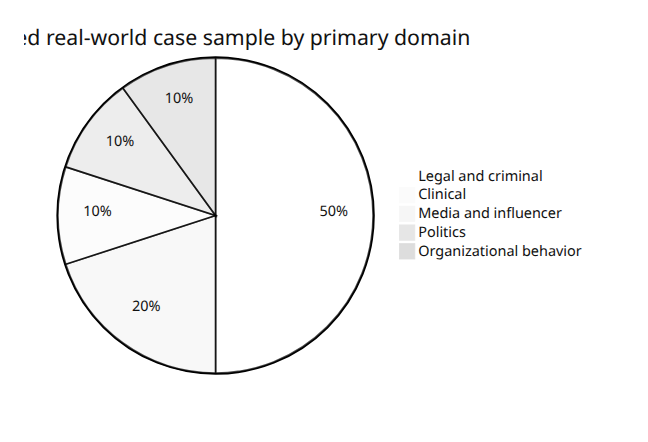 real-world case sample by primary domain
10%
10%
10%
20%
50%
Legal and criminal
Clinical
Media and influencer
Politics
Organizational behavior